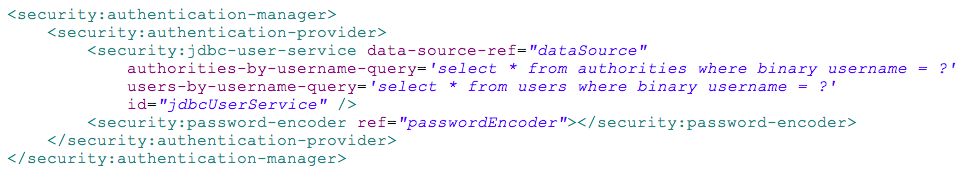 <security:authentication-manager>
    <security:authentication-provider>
        <security:jdbc-user-service data-source-ref="dataSource"
            authorities-by-username-query='select * from authorities where binary username = ?'
            users-by-username-query='select * from users where binary username = ?'
            id="jdbcUserService" />
        <security:password-encoder ref="passwordEncoder"></security:password-encoder>
    </security:authentication-provider>
</security:authentication-manager>